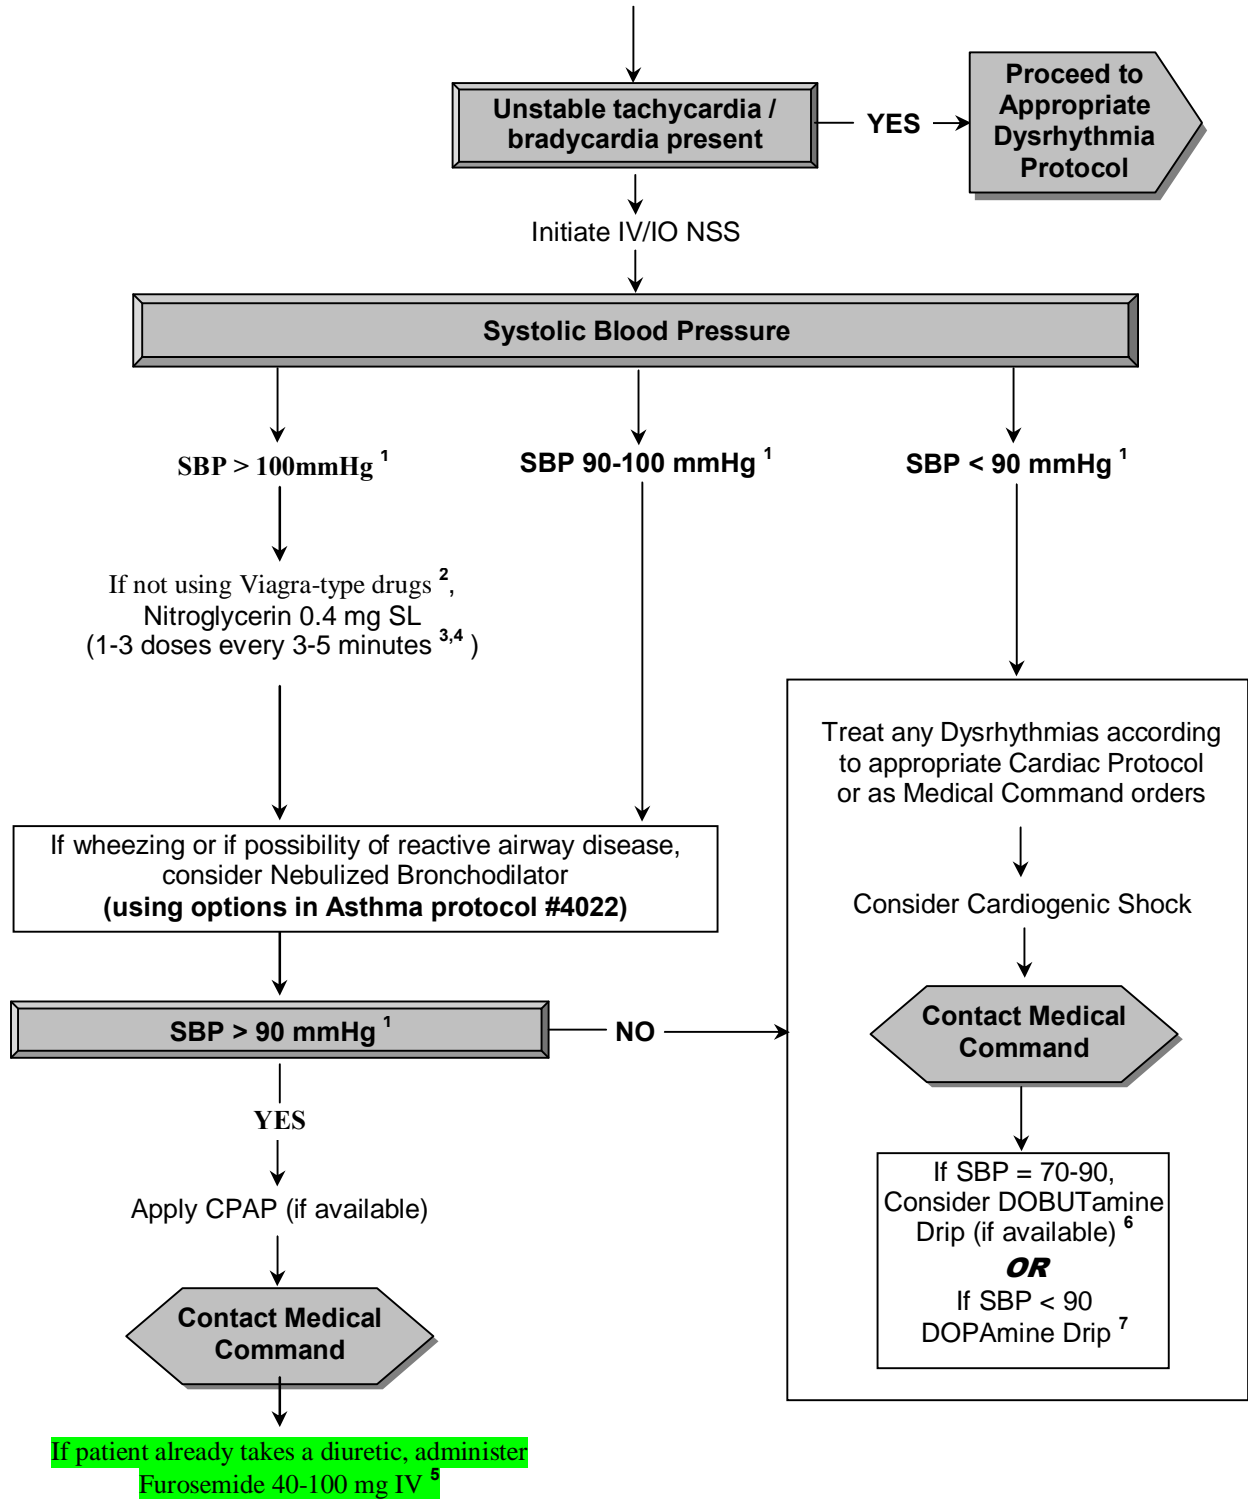 Unstable tachycardia /
bradycardia present
YES
Proceed to
Appropriate
Dysrhythmia
Protocol
Initiate IV/IO NSS
Systolic Blood Pressure
SBP > 100mmHg ¹
SBP 90-100 mmHg ¹
SBP < 90 mmHg ¹
If not using Viagra-type drugs ²,
Nitroglycerin 0.4 mg SL
(1-3 doses every 3-5 minutes ³,⁴ )
Treat any Dysrhythmias according
to appropriate Cardiac Protocol
or as Medical Command orders
If wheezing or if possibility of reactive airway disease,
consider Nebulized Bronchodilator
(using options in Asthma protocol #4022)
Consider Cardiogenic Shock
SBP > 90 mmHg ¹
NO
Contact Medical
Command
YES
Apply CPAP (if available)
If SBP = 70-90,
Consider DOBUTamine
Drip (if available) ⁶
OR
If SBP < 90
DOPAmine Drip ⁷
Contact Medical
Command
If patient already takes a diuretic, administer
Furosemide 40-100 mg IV ⁵